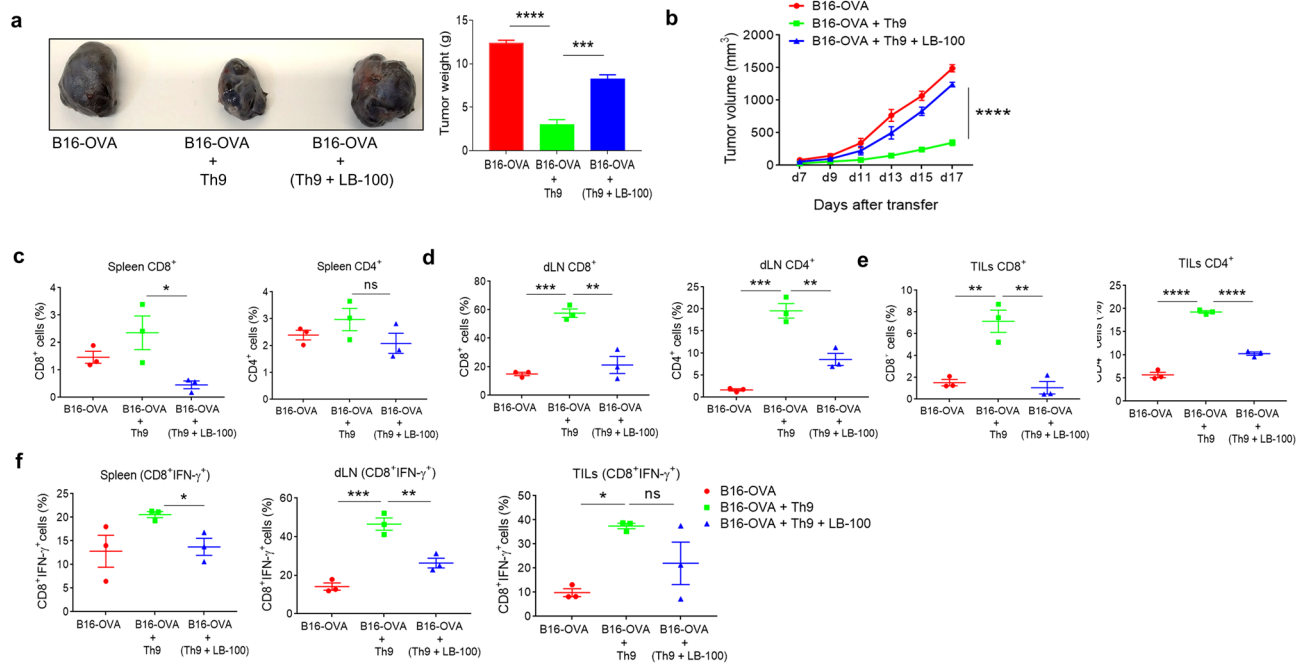 a
B16-OVA
B16-OVA
+
Th9
B16-OVA
+
(Th9 + LB-100)
Tumor weight (g)
15
10
5
0
****
***
B16-OVA
B16-OVA
+
Th9
B16-OVA
+
(Th9 + LB-100)
b
B16-OVA
B16-OVA + Th9
B16-OVA + Th9 + LB-100
Tumor volume (mm³)
2000
1500
1000
500
0
****
d7 d9 d11 d13 d15 d17
Days after transfer
c
Spleen CD8⁺
CD8⁺ cells (%)
4
3
2
1
0
*
B16-OVA
B16-OVA
+
Th9
B16-OVA
+
(Th9 + LB-100)
Spleen CD4⁺
CD4⁺ cells (%)
4
3
2
1
0
ns
B16-OVA
B16-OVA
+
Th9
B16-OVA
+
(Th9 + LB-100)
d
dLN CD8⁺
CD8⁺ cells (%)
80
60
40
20
0
***
**
B16-OVA
B16-OVA
+
Th9
B16-OVA
+
(Th9 + LB-100)
dLN CD4⁺
CD4⁺ cells (%)
25
20
15
10
5
0
***
**
B16-OVA
B16-OVA
+
Th9
B16-OVA
+
(Th9 + LB-100)
e
TILs CD8⁺
CD8⁺ cells (%)
10
8
6
4
2
0
**
**
B16-OVA
B16-OVA
+
Th9
B16-OVA
+
(Th9 + LB-100)
TILs CD4⁺
cells (%)
25
20
15
10
5
0
****
****
B16-OVA
B16-OVA
+
Th9
B16-OVA
+
(Th9 + LB-100)
f
Spleen (CD8⁺IFN-γ⁺)
CD8⁺IFN-γ⁺cells (%)
25
20
15
10
5
0
*
B16-OVA
B16-OVA
+
Th9
B16-OVA
+
(Th9 + LB-100)
dLN (CD8⁺IFN-γ⁺)
CD8⁺IFN-γ⁺cells (%)
60
40
20
0
***
**
B16-OVA
B16-OVA
+
Th9
B16-OVA
+
(Th9 + LB-100)
TILs (CD8⁺IFN-γ⁺)
CD8⁺IFN-γ⁺cells (%)
50
40
30
20
10
0
*
ns
B16-OVA
B16-OVA
+
Th9
B16-OVA
+
(Th9 + LB-100)
B16-OVA
B16-OVA + Th9
B16-OVA + Th9 + LB-100